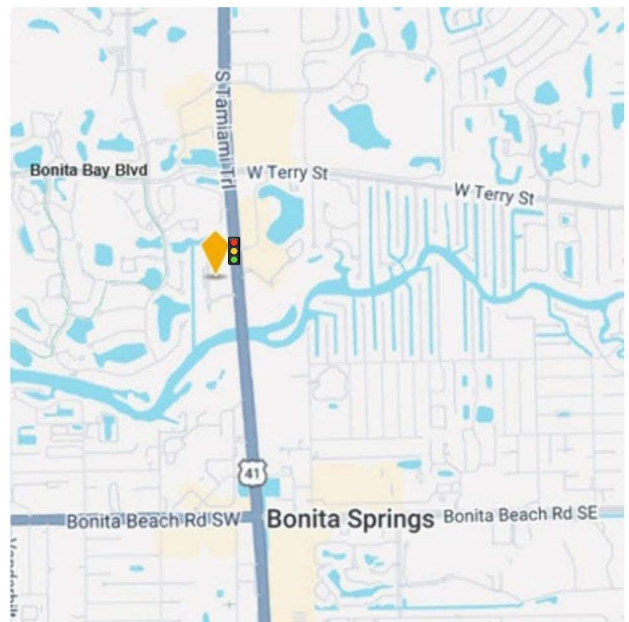 S Tamiami Trl
Bonita Bay Blvd
W Terry St
W Terry St
41
Bonita Beach Rd SW
Bonita Springs
Bonita Beach Rd SE